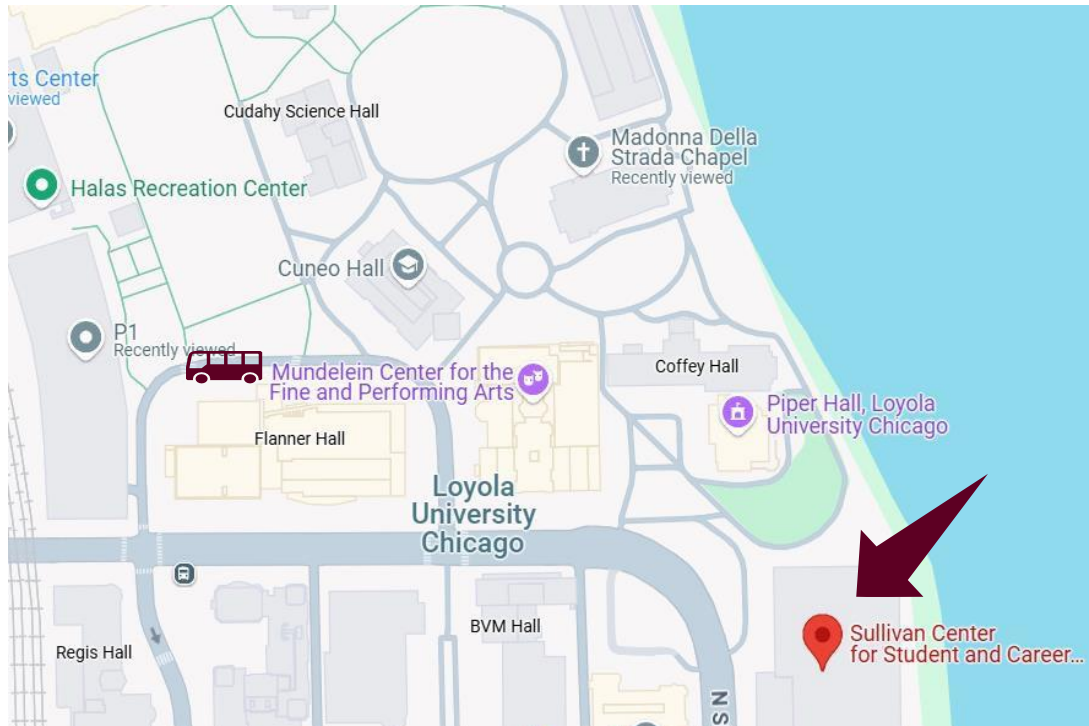 rts Center
viewed
Cudahy Science Hall
Madonna Della
Strada Chapel
Recently viewed
Halas Recreation Center
Cuneo Hall
P1
Recently viewed
Mundelein Center for the
Fine and Performing Arts
Coffey Hall
Piper Hall, Loyola
University Chicago
Flanner Hall
Loyola
University
Chicago
BVM Hall
Regis Hall
Sullivan Center
for Student and Career...
NS